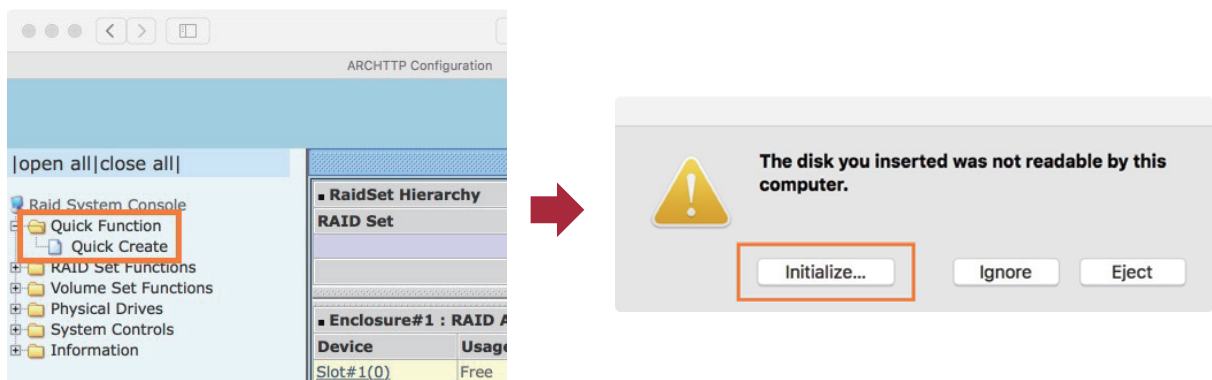 ARCHTTP Configuration
|open all|close all|
Raid System Console
Quick Function
Quick Create
RAID Set Functions
Volume Set Functions
Physical Drives
System Controls
Information
RaidSet Hierarchy
RAID Set
Enclosure#1 : RAID A
Device Usage
Slot#1(0) Free
The disk you inserted was not readable by this
computer.
Initialize... Ignore Eject